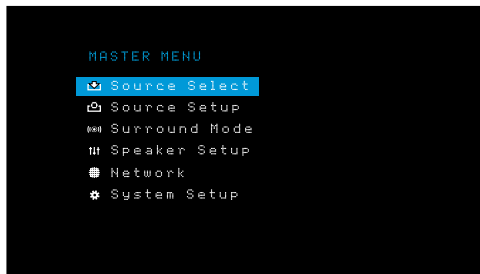 MASTER MENU
Source Select
Source Setup
Surround Mode
Speaker Setup
Network
System Setup